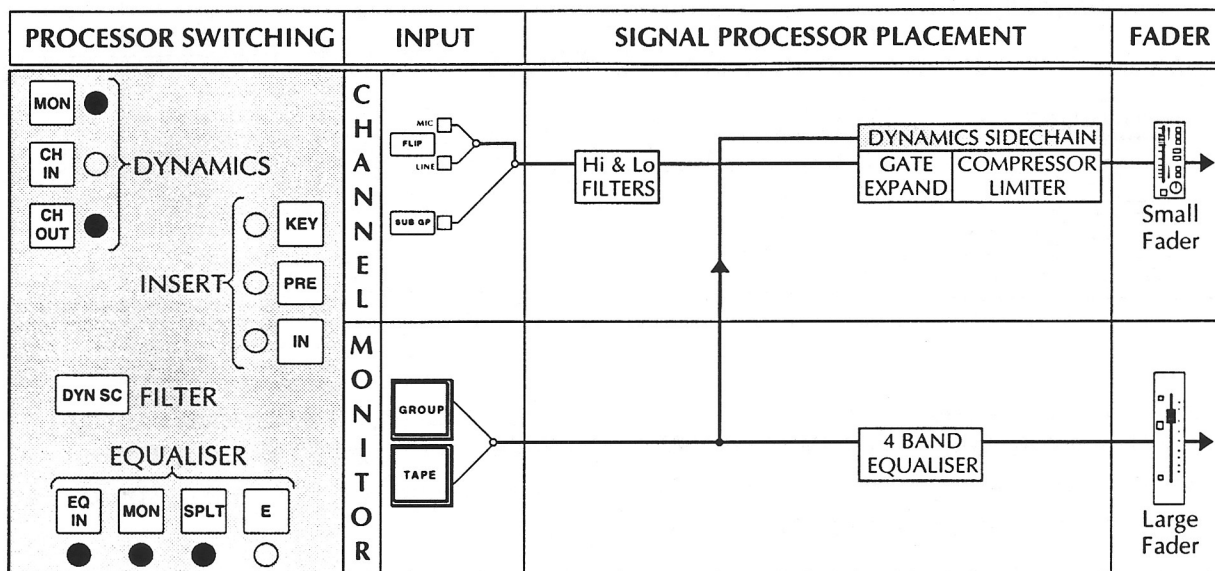 PROCESSOR SWITCHING
INPUT
SIGNAL PROCESSOR PLACEMENT
FADER
MON
CH
IN
CH
OUT
DYNAMICS
KEY
PRE
IN
INSERT
DYN SC
FILTER
EQUALISER
EQ
IN
MON
SPLT
E
CHANNEL
MIC
FLIP
LINE
SUB GP
Hi & Lo
FILTERS
DYNAMICS SIDECHAIN
GATE
EXPAND
COMPRESSOR
LIMITER
Small
Fader
MONITOR
GROUP
TAPE
4 BAND
EQUALISER
Large
Fader